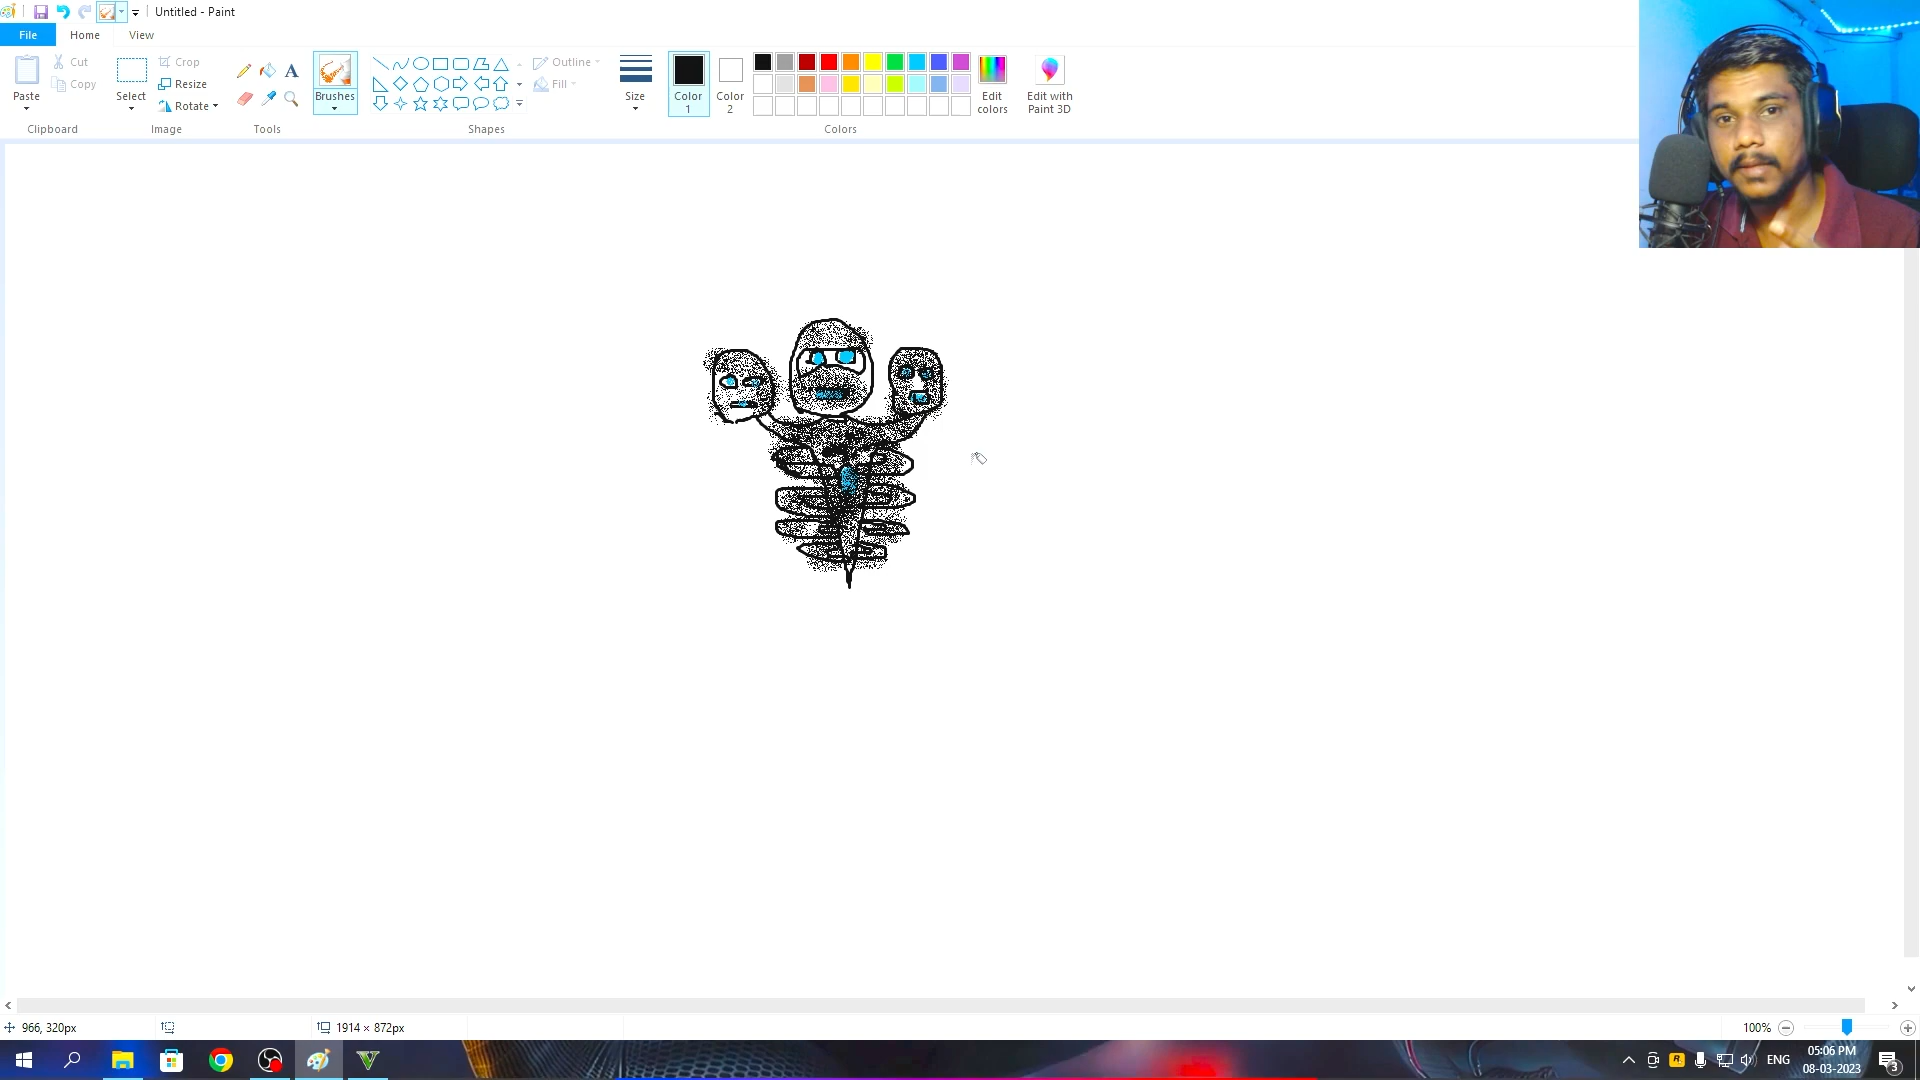 Untitled - Paint
File Home View
Paste Cut Copy
Select Crop Resize Rotate
A
Brushes
Outline
Fill
Size
Color 1
Color 2
Edit colors
Edit with Paint 3D
Clipboard Image Tools Shapes Colors
966, 320px 1914 × 872px 100%
ENG 05:06 PM
08-03-2023 3